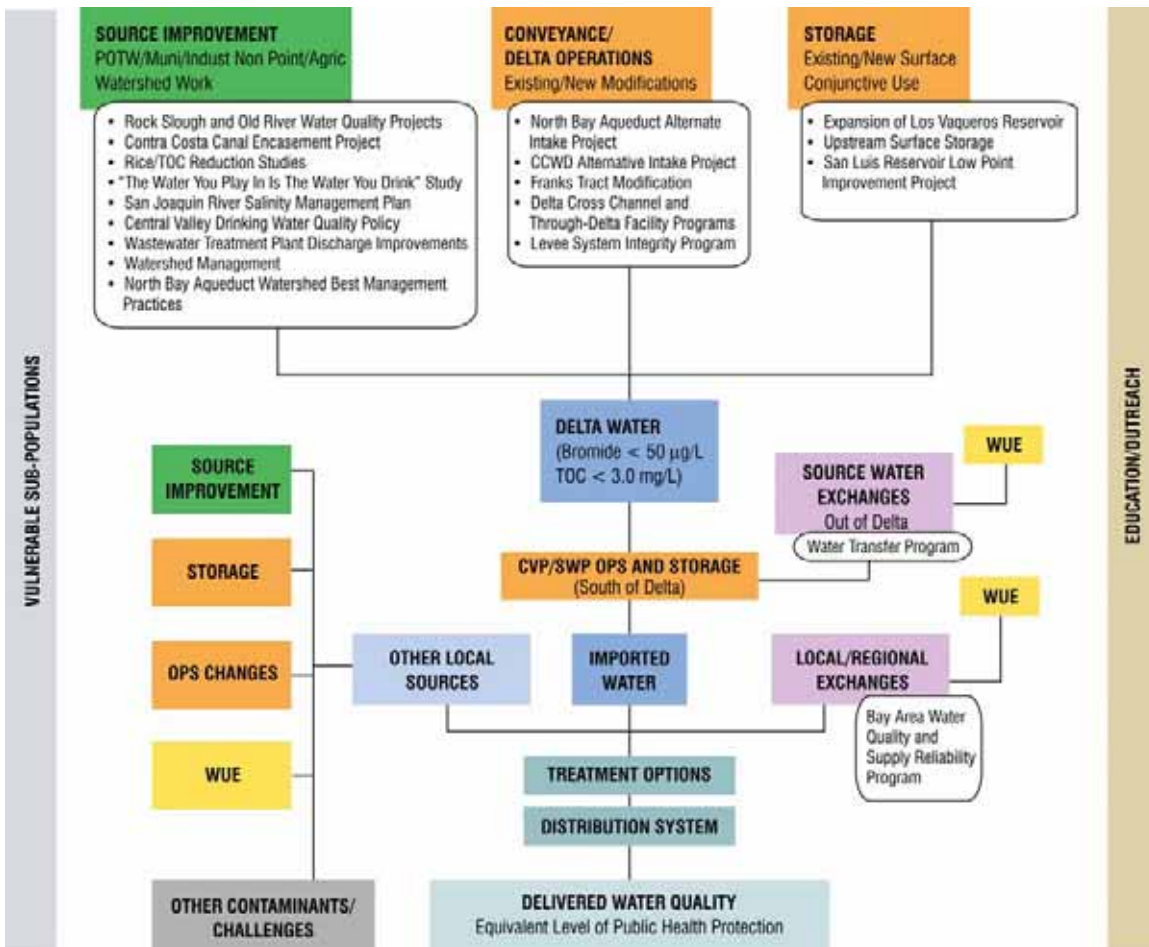 SOURCE IMPROVEMENT
POTW/Muni/Indust Non Point/Agric
Watershed Work
• Rock Slough and Old River Water Quality Projects
• Contra Costa Canal Encasement Project
• Rice/TOC Reduction Studies
• "The Water You Play In Is The Water You Drink" Study
• San Joaquin River Salinity Management Plan
• Central Valley Drinking Water Quality Policy
• Wastewater Treatment Plant Discharge Improvements
• Watershed Management
• North Bay Aqueduct Watershed Best Management
Practices
CONVEYANCE/
DELTA OPERATIONS
Existing/New Modifications
• North Bay Aqueduct Alternate
Intake Project
• CCWD Alternative Intake Project
• Franks Tract Modification
• Delta Cross Channel and
Through-Delta Facility Programs
• Levee System Integrity Program
STORAGE
Existing/New Surface
Conjunctive Use
• Expansion of Los Vaqueros Reservoir
• Upstream Surface Storage
• San Luis Reservoir Low Point
Improvement Project
VULNERABLE SUB-POPULATIONS
EDUCATION/OUTREACH
DELTA WATER
(Bromide < 50 µg/L
TOC < 3.0 mg/L)
SOURCE
IMPROVEMENT
STORAGE
OPS CHANGES
WUE
OTHER CONTAMINANTS/
CHALLENGES
WUE
SOURCE WATER
EXCHANGES
Out of Delta
Water Transfer Program
CVP/SWP OPS AND STORAGE
(South of Delta)
WUE
OTHER LOCAL
SOURCES
IMPORTED
WATER
LOCAL/REGIONAL
EXCHANGES
Bay Area Water
Quality and
Supply Reliability
Program
TREATMENT OPTIONS
DISTRIBUTION SYSTEM
DELIVERED WATER QUALITY
Equivalent Level of Public Health Protection